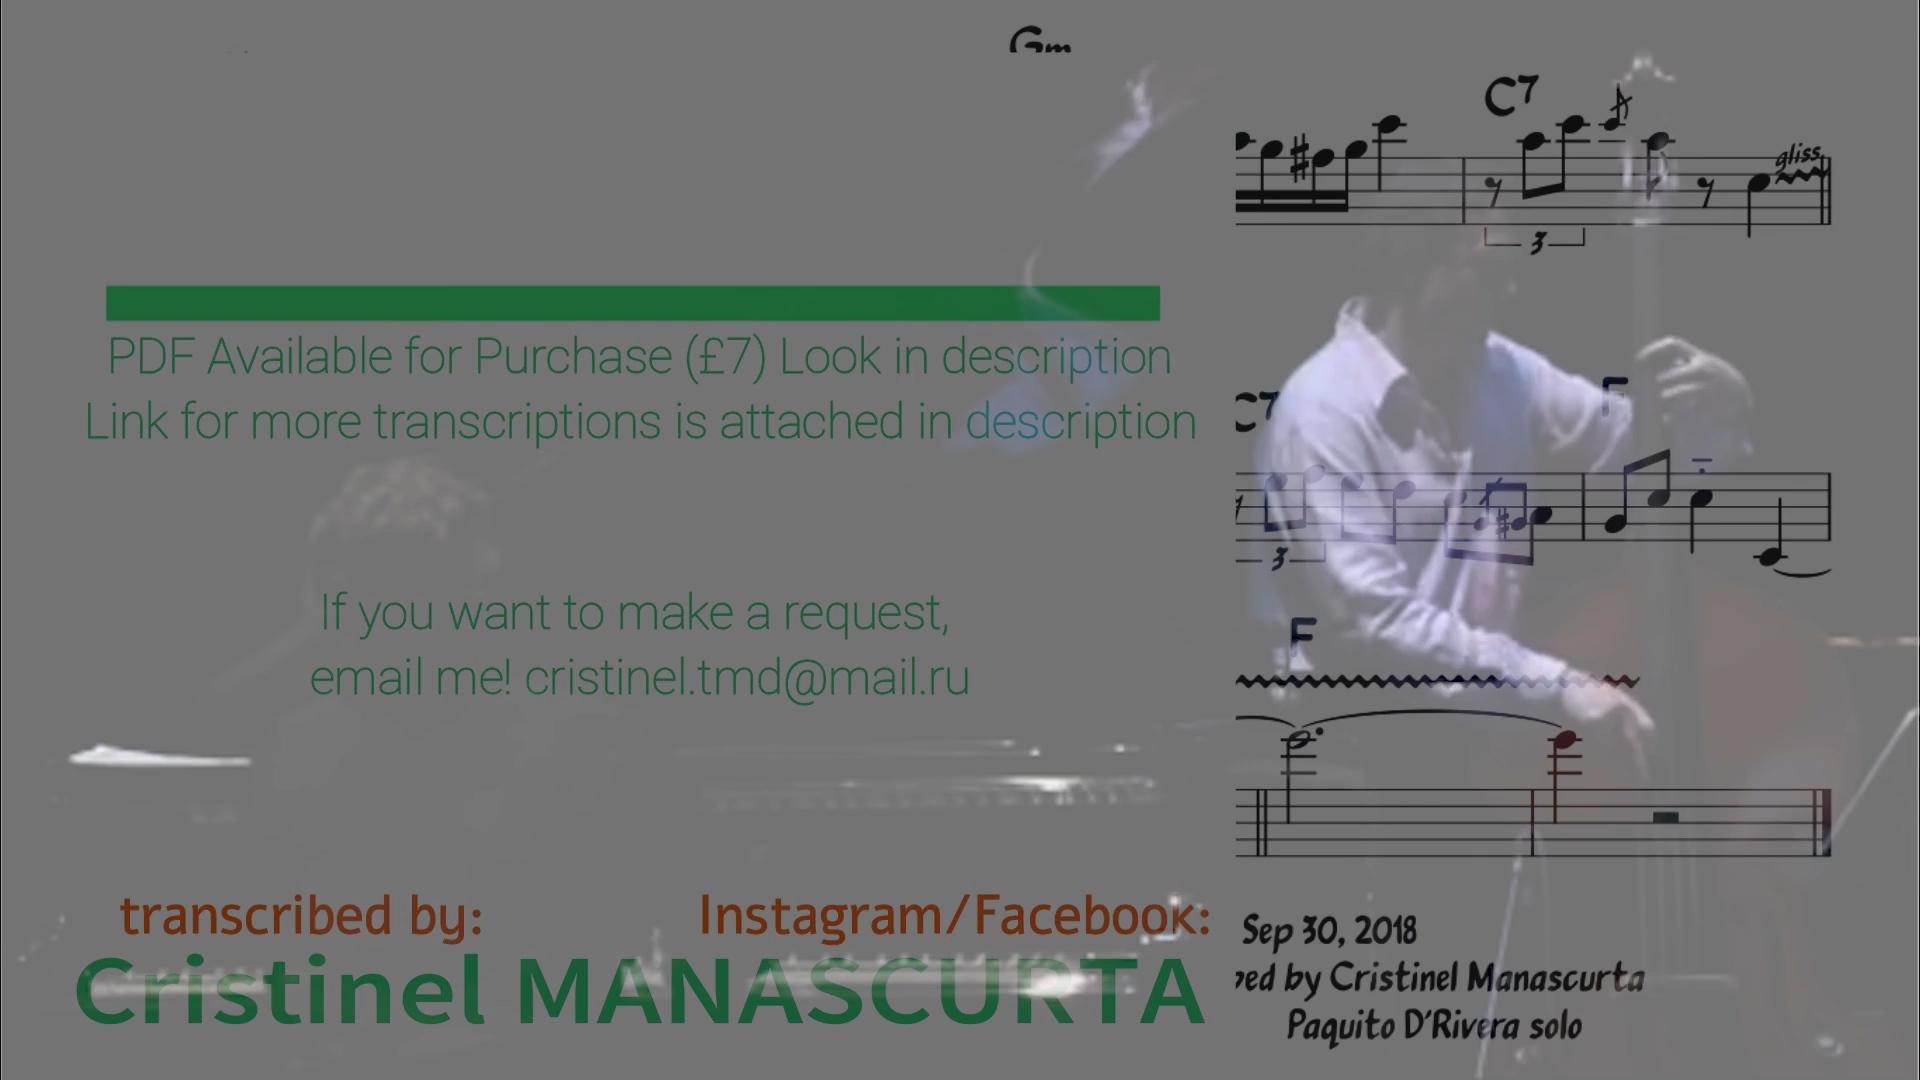 Gm
C7
gliss.
3
PDF Available for Purchase (£7) Look in description
Link for more transcriptions is attached in description
C7
F
3
If you want to make a request,
email me! cristinel.tmd@mail.ru
F
transcribed by:
Instagram/Facebook:
Cristinel MANASCURTA
Sep 30, 2018
by Cristinel Manascurta
Paquito D'Rivera solo